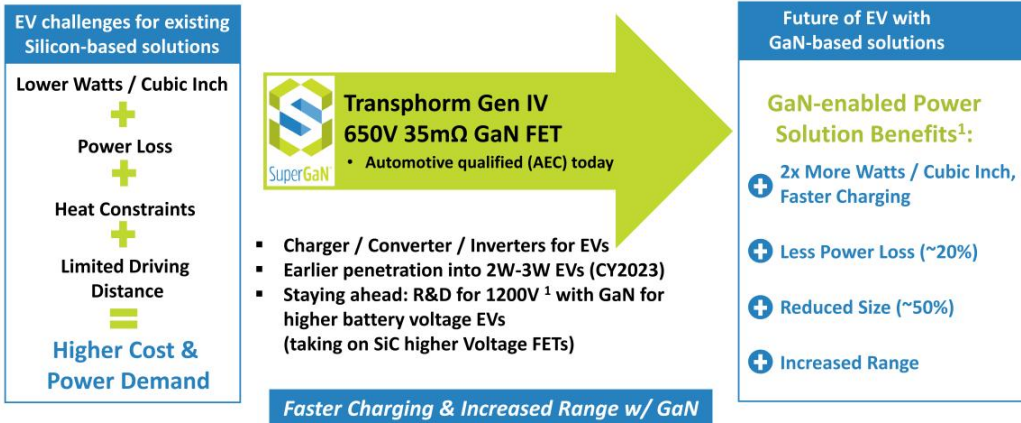 EV challenges for existing
Silicon-based solutions
Lower Watts / Cubic Inch
Power Loss
Heat Constraints
Limited Driving
Distance
Higher Cost &
Power Demand
SuperGaN
Transphorm Gen IV
650V 35mΩ GaN FET
• Automotive qualified (AEC) today
▪ Charger / Converter / Inverters for EVs
▪ Earlier penetration into 2W-3W EVs (CY2023)
▪ Staying ahead: R&D for 1200V ¹ with GaN for
higher battery voltage EVs
(taking on SiC higher Voltage FETs)
Faster Charging & Increased Range w/ GaN
Future of EV with
GaN-based solutions
GaN-enabled Power
Solution Benefits¹:
2x More Watts / Cubic Inch,
Faster Charging
Less Power Loss (~20%)
Reduced Size (~50%)
Increased Range